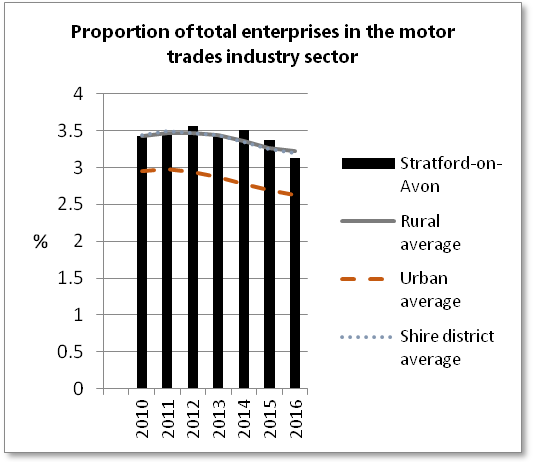 Proportion of total enterprises in the motor
trades industry sector
4
3.5
3
2.5
2
1.5
1
0.5
0
%
2010
2011
2012
2013
2014
2015
2016
Stratford-on-
Avon
Rural
average
Urban
average
Shire district
average